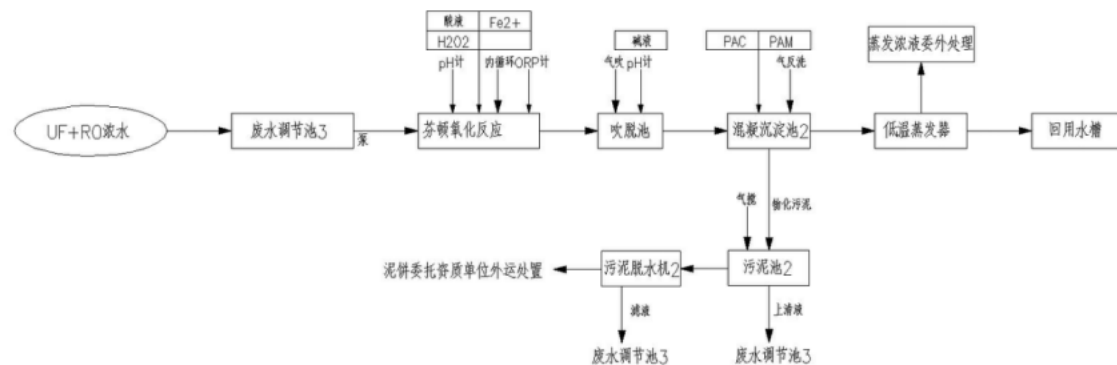 酸液 Fe2+
H2O2
pH计 内循环 ORP计
碱液
气吹 pH计
PAC PAM
气反洗
蒸发浓液委外处理
UF+RO浓水
废水调节池3
泵
芬顿氧化反应
吹脱池
混凝沉淀池2
低温蒸发器
回用水槽
气搅
物化污泥
泥饼委托资质单位外运处置
污泥脱水机2
污泥池2
滤液
上清液
废水调节池3
废水调节池3